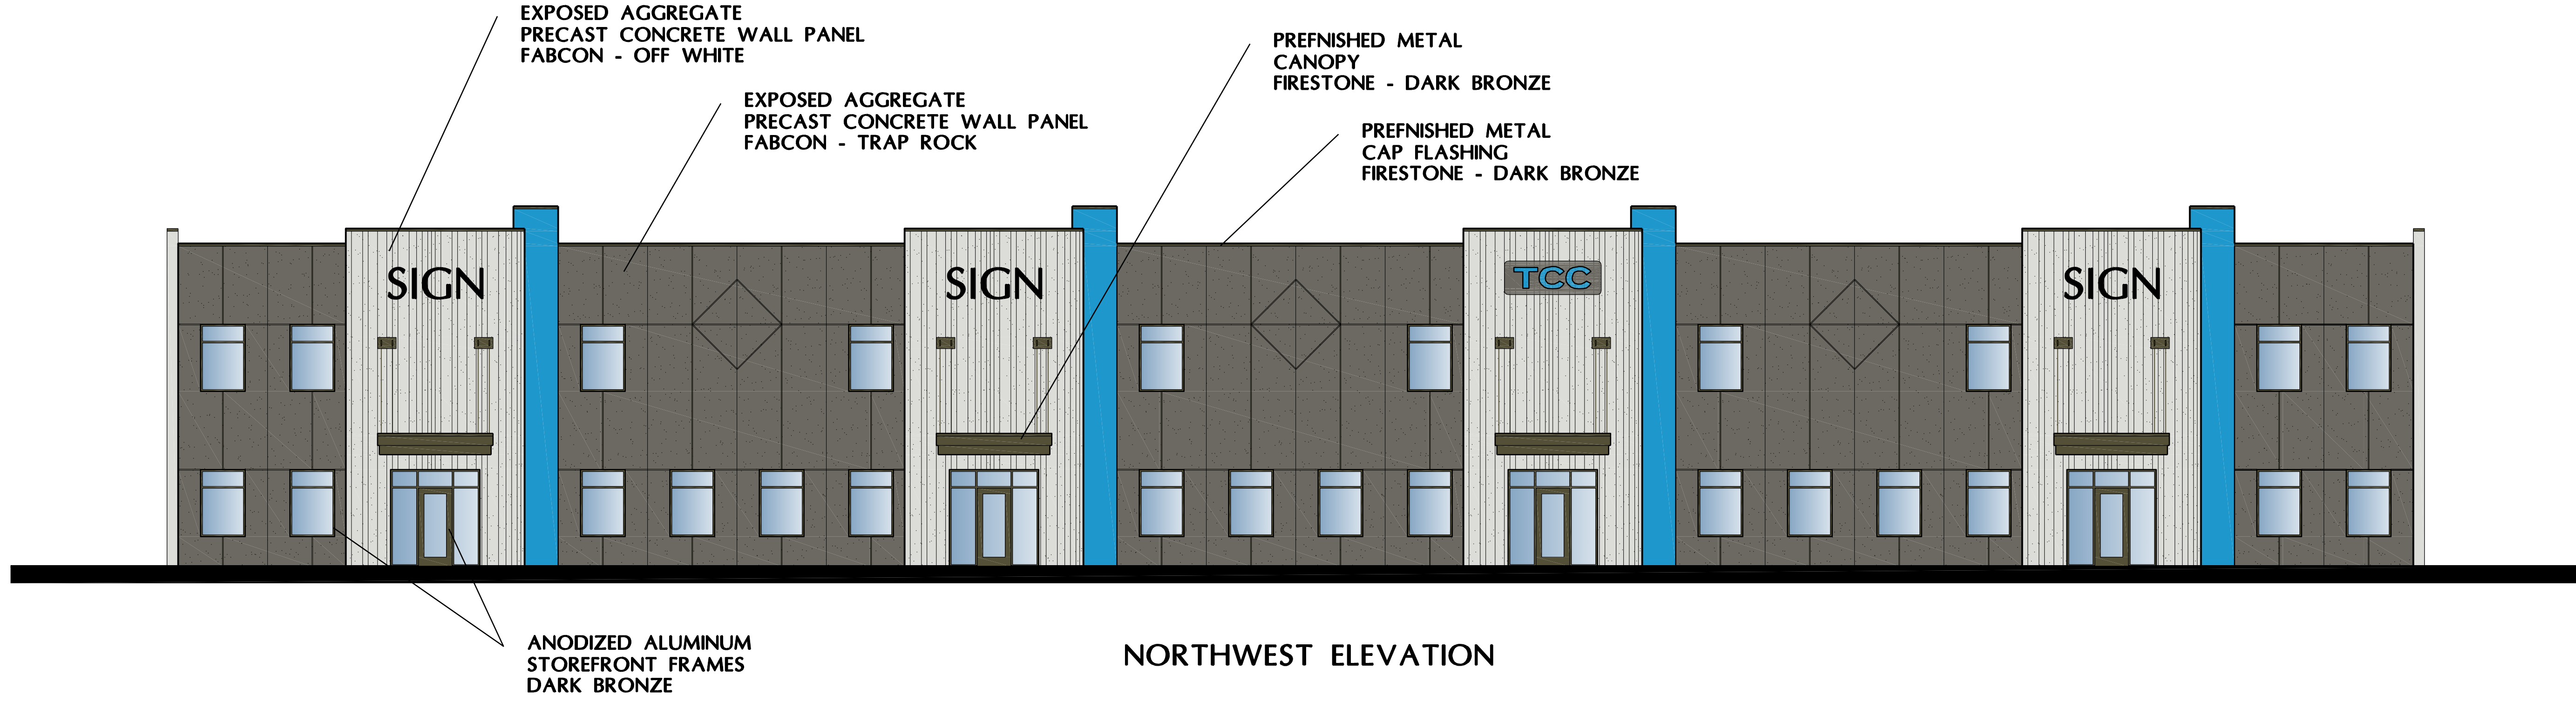 EXPOSED AGGREGATE
PRECAST CONCRETE WALL PANEL
FABCON - OFF WHITE
EXPOSED AGGREGATE
PRECAST CONCRETE WALL PANEL
FABCON - TRAP ROCK
PREFNISHED METAL
CANOPY
FIRESTONE - DARK BRONZE
PREFNISHED METAL
CAP FLASHING
FIRESTONE - DARK BRONZE
SIGN
SIGN
TCC
SIGN
ANODIZED ALUMINUM
STOREFRONT FRAMES
DARK BRONZE
NORTHWEST ELEVATION